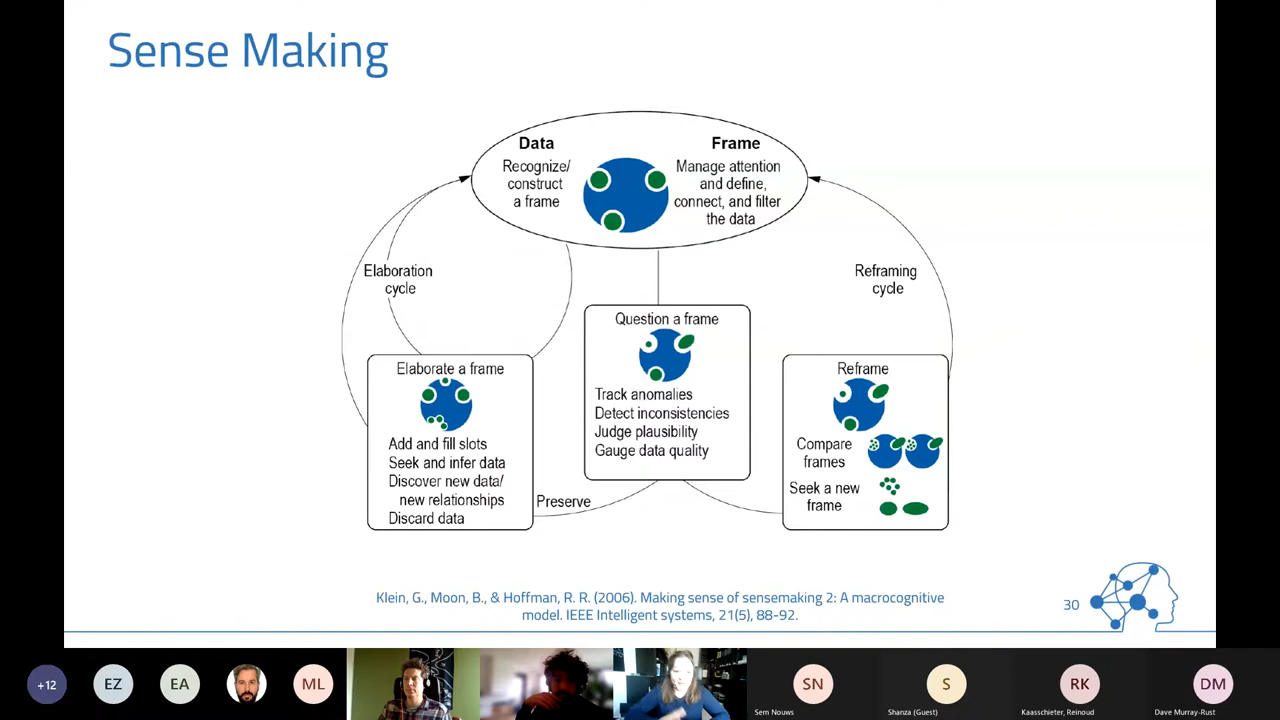 Sense Making
Data
Recognize/
construct
a frame
Frame
Manage attention
and define,
connect, and filter
the data
Elaboration
cycle
Reframing
cycle
Question a frame
Track anomalies
Detect inconsistencies
Judge plausibility
Gauge data quality
Elaborate a frame
Add and fill slots
Seek and infer data
Discover new data/
new relationships
Discard data
Preserve
Reframe
Compare
frames
Seek a new
frame
Klein, G., Moon, B., & Hoffman, R. R. (2006). Making sense of sensemaking 2: A macrocognitive
model. IEEE Intelligent systems, 21(5), 88-92.
30
+12
EZ
EA
ML
SN
S
RK
DM
Sem Nouws
Shanza (Guest)
Kaasschieter, Reinoud
Dave Murray-Rust